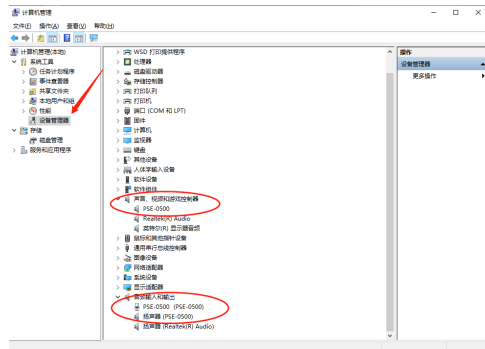 计算机管理
文件(F) 操作(A) 查看(V) 帮助(H)
计算机管理(本地)
系统工具
任务计划程序
事件查看器
共享文件夹
本地用户和组
性能
设备管理器
存储
磁盘管理
服务和应用程序
WSD 打印提供程序
处理器
磁盘驱动器
存储控制器
打印队列
打印机
端口 (COM 和 LPT)
固件
计算机
监视器
键盘
其他设备
人体学输入设备
软件设备
软件组件
声音、视频和游戏控制器
PSE-0500
Realtek(R) Audio
英特尔(R) 显示器音频
鼠标和其他指针设备
通用串行总线控制器
图像设备
网络适配器
系统设备
显示适配器
音频输入和输出
PSE-0500 (PSE-0500)
扬声器 (PSE-0500)
扬声器 (Realtek(R) Audio)
操作
设备管理器
更多操作